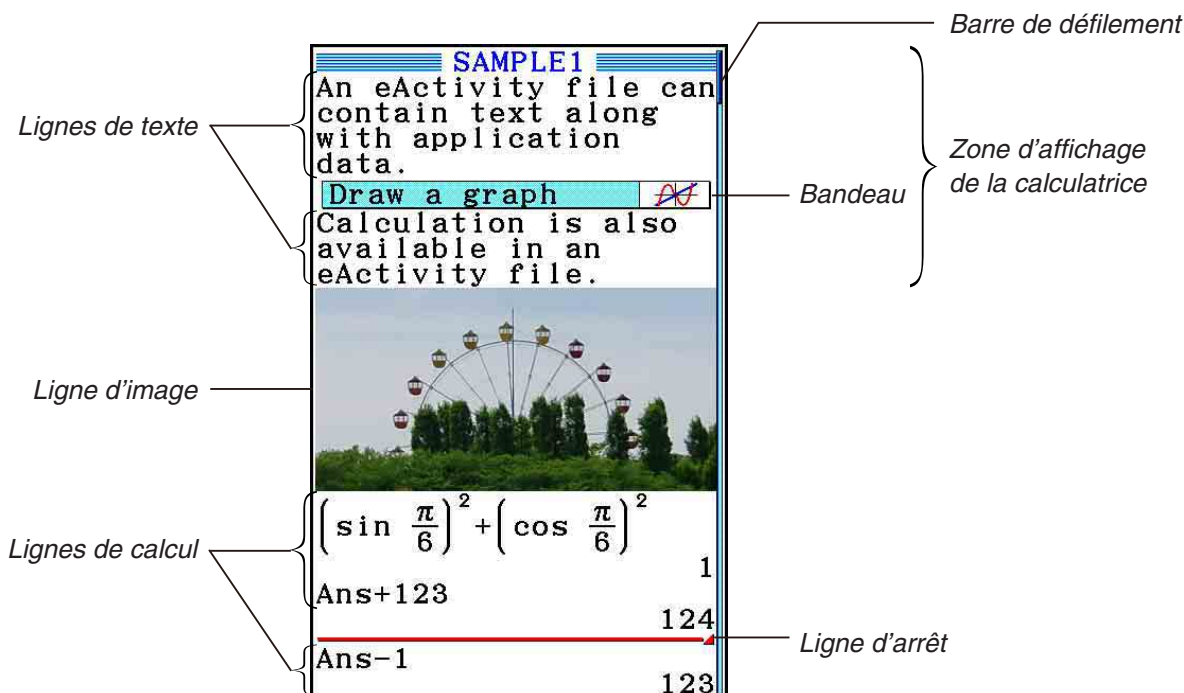 Barre de défilement
SAMPLE1
An eActivity file can
contain text along
with application
data.
Lignes de texte
Zone d'affichage
de la calculatrice
Draw a graph
Bandeau
Calculation is also
available in an
eActivity file.
Ligne d'image
(sin π/6)²+(cos π/6)²
1
Lignes de calcul
Ans+123
124
Ligne d'arrêt
Ans−1
123